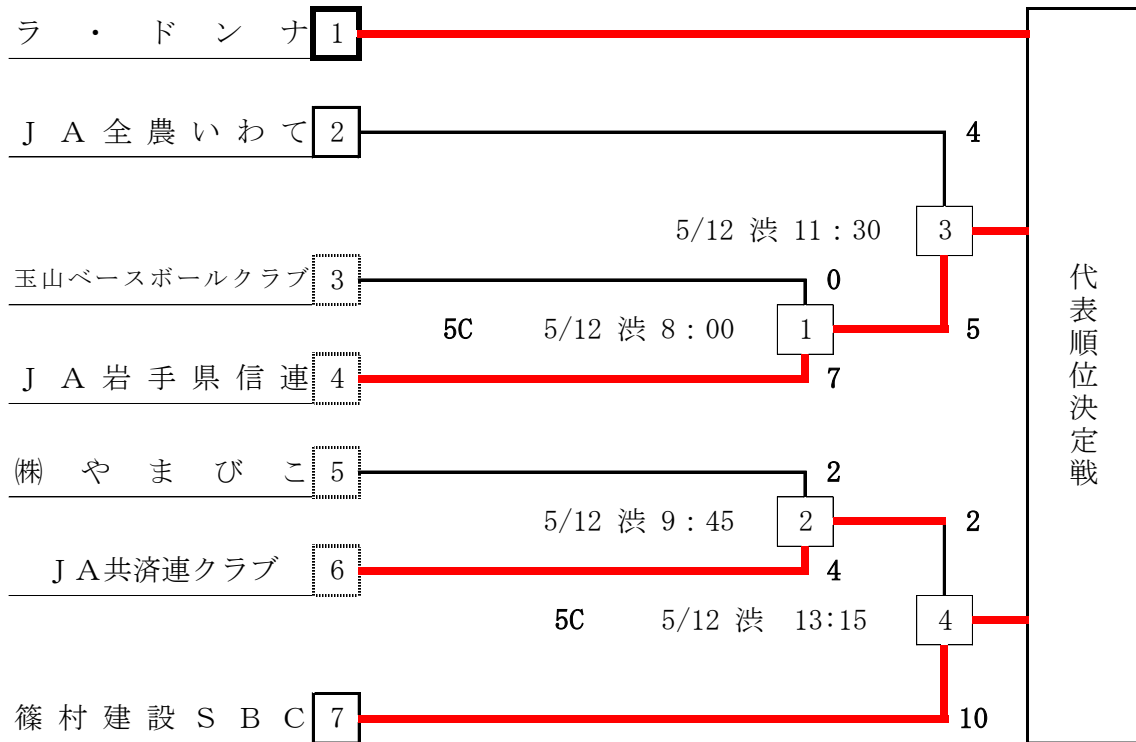 ラ・ドンナ 1
JA全農いわて 2 4
5/12 渋 11:30 3
玉山ベースボールクラブ 3 0
5C 5/12 渋 8:00 1 5
JA岩手県信連 4 7
代表順位決定戦
㈱やまびこ 5 2
5/12 渋 9:45 2 2
JA共済連クラブ 6 4
5C 5/12 渋 13:15 4
篠村建設SBC 7 10